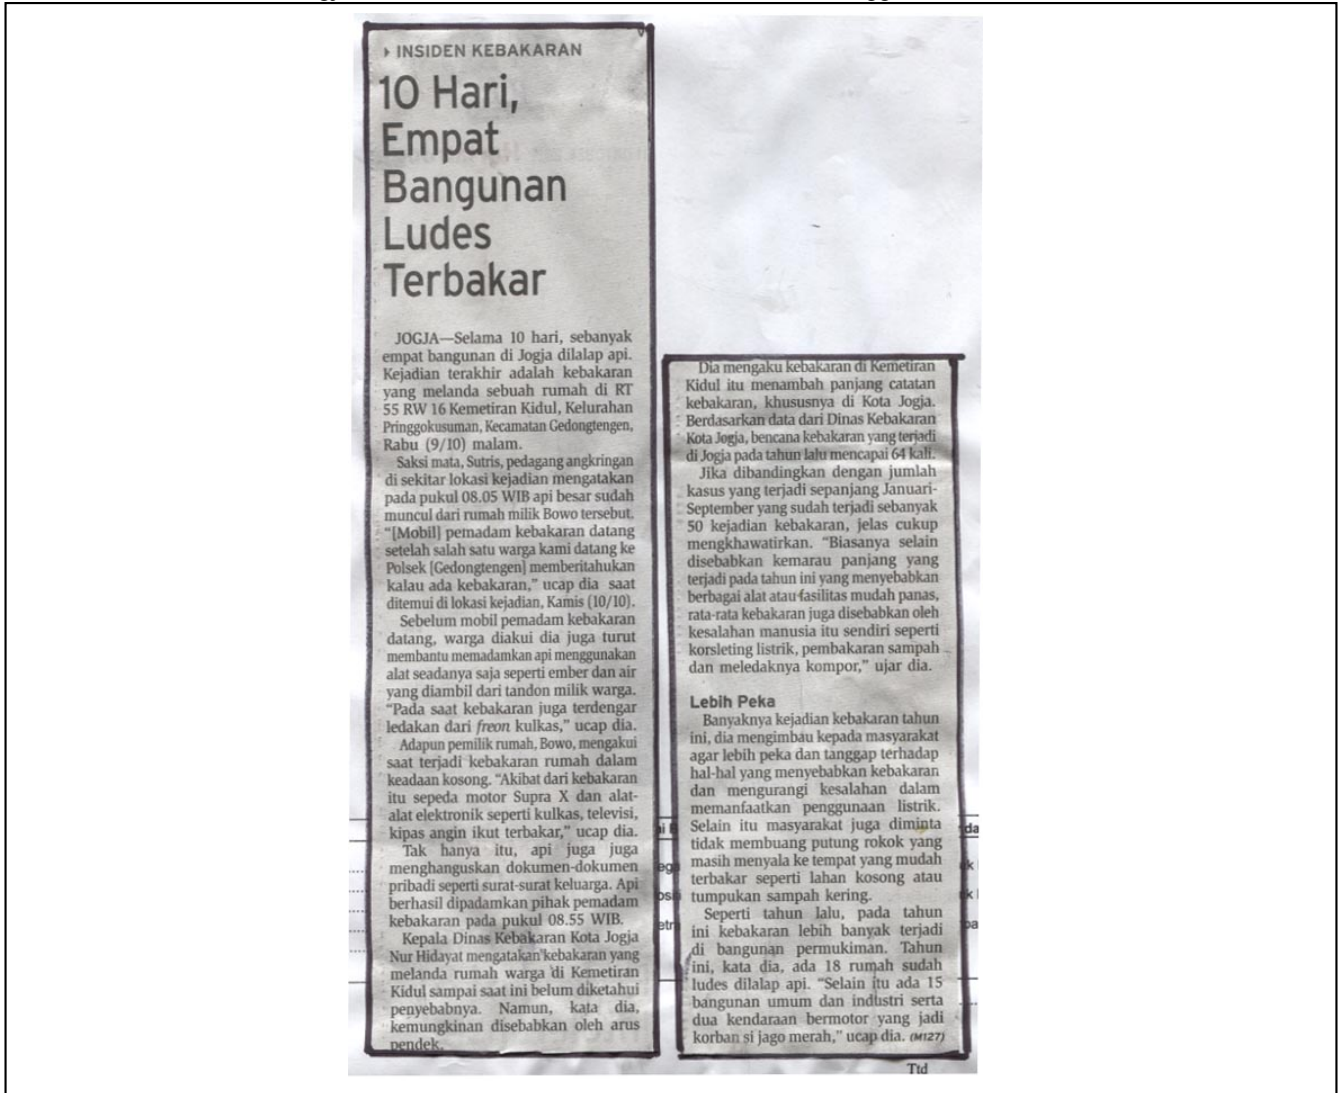 INSIDEN KEBAKARAN
10 Hari,
Empat
Bangunan
Ludes
Terbakar
JOGJA—Selama 10 hari, sebanyak
empat bangunan di Jogja dilalap api.
Kejadian terakhir adalah kebakaran
yang melanda sebuah rumah di RT
55 RW 16 Kemetiran Kidul, Kelurahan
Pringgokusuman, Kecamatan Gedongtengen,
Rabu (9/10) malam.
Saksi mata, Sutris, pedagang angkringan
di sekitar lokasi kejadian mengatakan
pada pukul 08.05 WIB api besar sudah
muncul dari rumah milik Bowo tersebut.
“[Mobil] pemadam kebakaran datang
setelah salah satu warga kami datang ke
Polsek [Gedongtengen] memberitahukan
kalau ada kebakaran,” ucap dia saat
ditemui di lokasi kejadian, Kamis (10/10).
Sebelum mobil pemadam kebakaran
datang, warga diakui dia juga turut
membantu memadamkan api menggunakan
alat seadanya saja seperti ember dan air
yang diambil dari tandon milik warga.
“Pada saat kebakaran juga terdengar
ledakan dari freon kulkas,” ucap dia.
Adapun pemilik rumah, Bowo, mengakui
saat terjadi kebakaran rumah dalam
keadaan kosong. “Akibat dari kebakaran
itu sepeda motor Supra X dan alat-
alat elektronik seperti kulkas, televisi,
kipas angin ikut terbakar,” ucap dia.
Tak hanya itu, api juga juga
menghanguskan dokumen-dokumen
pribadi seperti surat-surat keluarga. Api
berhasil dipadamkan pihak pemadam
kebakaran pada pukul 08.55 WIB.
Kepala Dinas Kebakaran Kota Jogja
Nur Hidayat mengatakan kebakaran yang
melanda rumah warga di Kemetiran
Kidul sampai saat ini belum diketahui
penyebabnya. Namun, kata dia,
kemungkinan disebabkan oleh arus
pendek.
Dia mengaku kebakaran di Kemetiran
Kidul itu menambah panjang catatan
kebakaran, khususnya di Kota Jogja.
Berdasarkan data dari Dinas Kebakaran
Kota Jogja, bencana kebakaran yang terjadi
di Jogja pada tahun lalu mencapai 64 kali.
Jika dibandingkan dengan jumlah
kasus yang terjadi sepanjang Januari-
September yang sudah terjadi sebanyak
50 kejadian kebakaran, jelas cukup
mengkhawatirkan. “Biasanya selain
disebabkan kemarau panjang yang
terjadi pada tahun ini yang menyebabkan
berbagai alat atau fasilitas mudah panas,
rata-rata kebakaran juga disebabkan oleh
kesalahan manusia itu sendiri seperti
korsleting listrik, pembakaran sampah
dan meledaknya kompor,” ujar dia.
Lebih Peka
Banyaknya kejadian kebakaran tahun
ini, dia mengimbau kepada masyarakat
agar lebih peka dan tanggap terhadap
hal-hal yang menyebabkan kebakaran
dan mengurangi kesalahan dalam
memanfaatkan penggunaan listrik.
Selain itu masyarakat juga diminta
tidak membuang putung rokok yang
masih menyala ke tempat yang mudah
terbakar seperti lahan kosong atau
tumpukan sampah kering.
Seperti tahun lalu, pada tahun
ini kebakaran lebih banyak terjadi
di bangunan permukiman. Tahun
ini, kata dia, ada 18 rumah sudah
ludes dilalap api. “Selain itu ada 15
bangunan umum dan industri serta
dua kendaraan bermotor yang jadi
korban si jago merah,” ucap dia. (M127)
Ttd